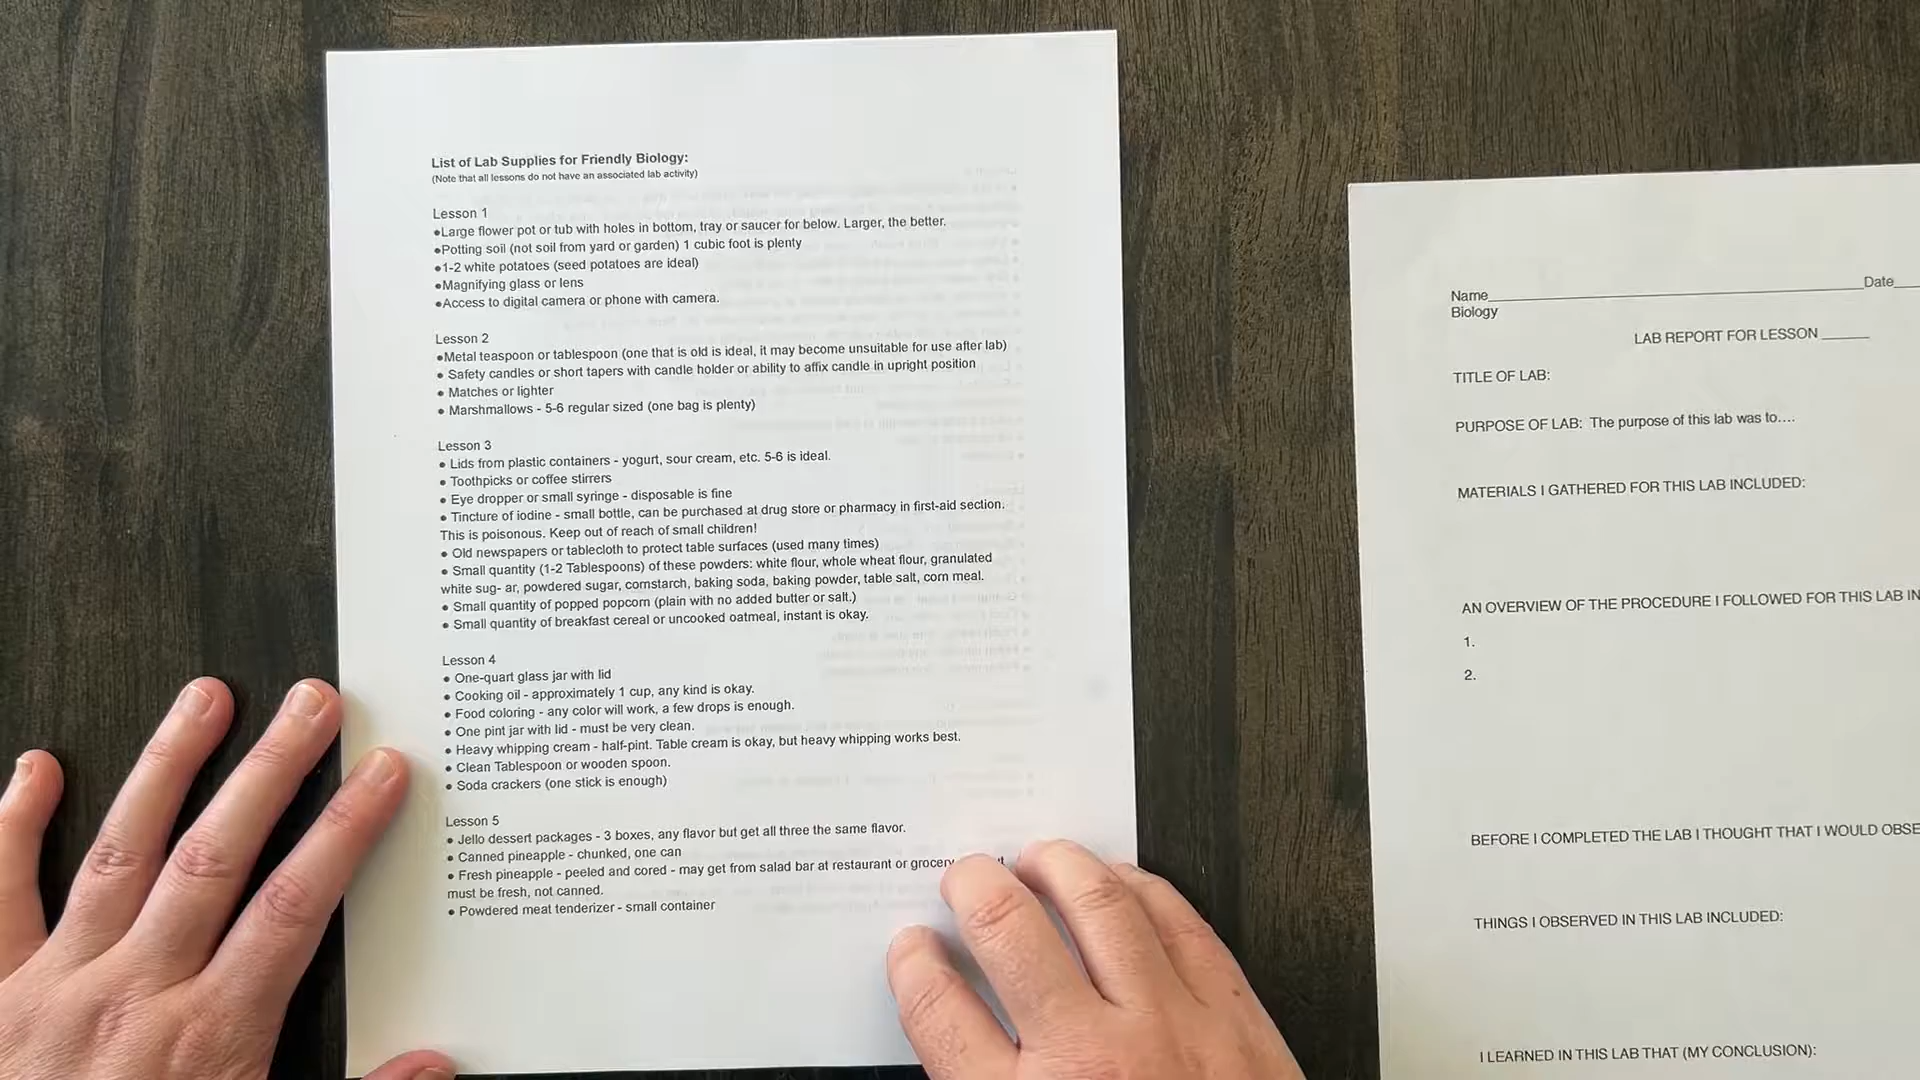 List of Lab Supplies for Friendly Biology:
(Note that all lessons do not have an associated lab activity)
Lesson 1
●Large flower pot or tub with holes in bottom, tray or saucer for below. Larger, the better.
●Potting soil (not soil from yard or garden) 1 cubic foot is plenty
●1-2 white potatoes (seed potatoes are ideal)
●Magnifying glass or lens
●Access to digital camera or phone with camera.
Lesson 2
●Metal teaspoon or tablespoon (one that is old is ideal, it may become unsuitable for use after lab)
● Safety candles or short tapers with candle holder or ability to affix candle in upright position
● Matches or lighter
● Marshmallows - 5-6 regular sized (one bag is plenty)
Lesson 3
● Lids from plastic containers - yogurt, sour cream, etc. 5-6 is ideal.
● Toothpicks or coffee stirrers
● Eye dropper or small syringe - disposable is fine
● Tincture of iodine - small bottle, can be purchased at drug store or pharmacy in first-aid section.
This is poisonous. Keep out of reach of small children!
● Old newspapers or tablecloth to protect table surfaces (used many times)
● Small quantity (1-2 Tablespoons) of these powders: white flour, whole wheat flour, granulated
white sug- ar, powdered sugar, cornstarch, baking soda, baking powder, table salt, corn meal.
● Small quantity of popped popcorn (plain with no added butter or salt.)
● Small quantity of breakfast cereal or uncooked oatmeal, instant is okay.
Lesson 4
● One-quart glass jar with lid
● Cooking oil - approximately 1 cup, any kind is okay.
● Food coloring - any color will work, a few drops is enough.
● One pint jar with lid - must be very clean.
● Heavy whipping cream - half-pint. Table cream is okay, but heavy whipping works best.
● Clean Tablespoon or wooden spoon.
● Soda crackers (one stick is enough)
Lesson 5
● Jello dessert packages - 3 boxes, any flavor but get all three the same flavor.
● Canned pineapple - chunked, one can
● Fresh pineapple - peeled and cored - may get from salad bar at restaurant or grocery
must be fresh, not canned.
● Powdered meat tenderizer - small container
Name Date
Biology
LAB REPORT FOR LESSON
TITLE OF LAB:
PURPOSE OF LAB: The purpose of this lab was to....
MATERIALS I GATHERED FOR THIS LAB INCLUDED:
AN OVERVIEW OF THE PROCEDURE I FOLLOWED FOR THIS LAB IN
1.
2.
BEFORE I COMPLETED THE LAB I THOUGHT THAT I WOULD OBSE
THINGS I OBSERVED IN THIS LAB INCLUDED:
I LEARNED IN THIS LAB THAT (MY CONCLUSION):